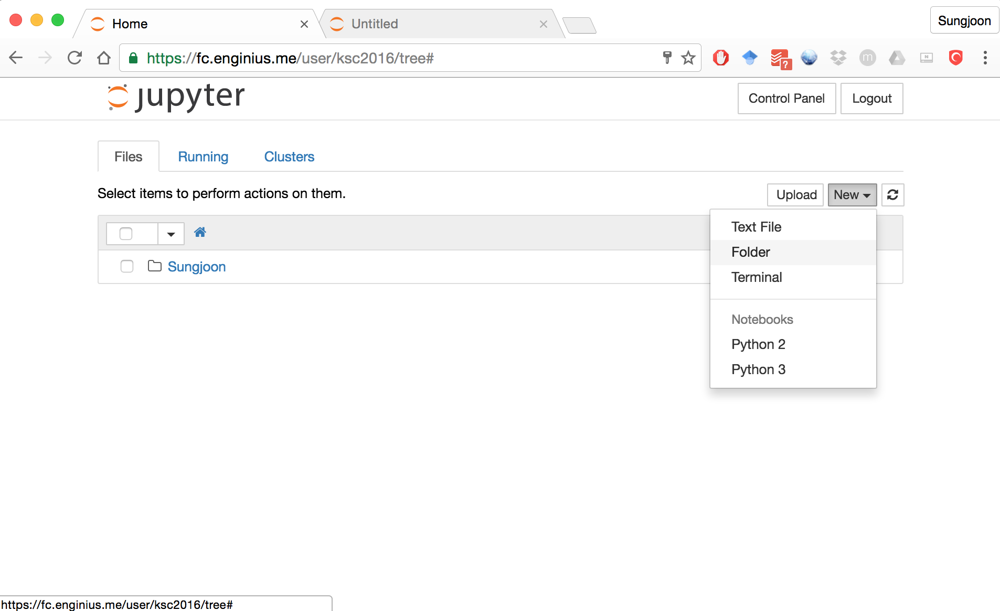 Home
Untitled
Sungjoon
https://fc.enginius.me/user/ksc2016/tree#
?
m
N
jupyter
Control Panel
Logout
Files
Running
Clusters
Select items to perform actions on them.
Upload
New
Text File
Folder
Terminal
Sungjoon
Notebooks
Python 2
Python 3
https://fc.enginius.me/user/ksc2016/tree#